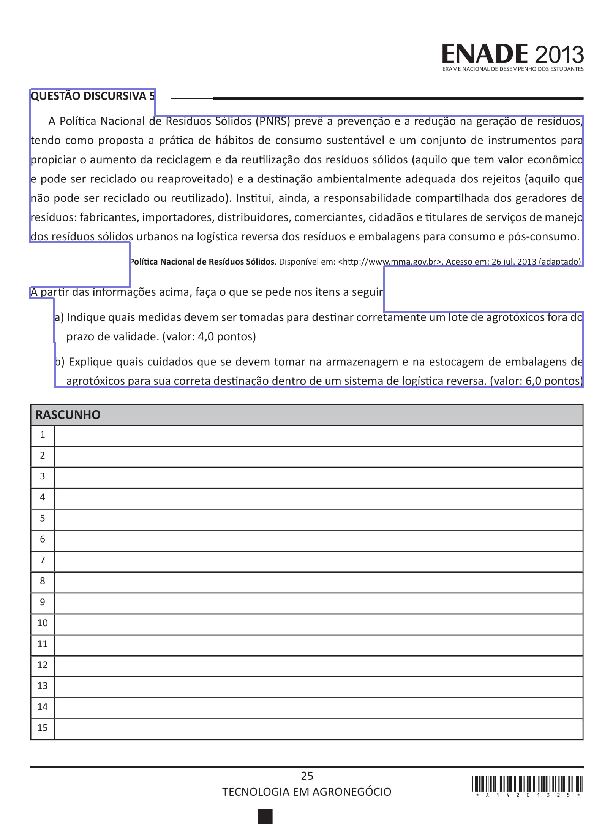 ENADE 2013
EXAME NACIONAL DE DESEMPENHO DOS ESTUDANTES
QUESTÃO DISCURSIVA 5
A Política Nacional de Resíduos Sólidos (PNRS) prevê a prevenção e a redução na geração de resíduos,
tendo como proposta a prática de hábitos de consumo sustentável e um conjunto de instrumentos para
propiciar o aumento da reciclagem e da reutilização dos resíduos sólidos (aquilo que tem valor econômico
e pode ser reciclado ou reaproveitado) e a destinação ambientalmente adequada dos rejeitos (aquilo que
não pode ser reciclado ou reutilizado). Institui, ainda, a responsabilidade compartilhada dos geradores de
resíduos: fabricantes, importadores, distribuidores, comerciantes, cidadãos e titulares de serviços de manejo
dos resíduos sólidos urbanos na logística reversa dos resíduos e embalagens para consumo e pós-consumo.
Política Nacional de Resíduos Sólidos. Disponível em: <http://www.mma.gov.br>. Acesso em: 26 jul. 2013 (adaptado).
A partir das informações acima, faça o que se pede nos itens a seguir
a) Indique quais medidas devem ser tomadas para destinar corretamente um lote de agrotóxicos fora do
prazo de validade. (valor: 4,0 pontos)
b) Explique quais cuidados que se devem tomar na armazenagem e na estocagem de embalagens de
agrotóxicos para sua correta destinação dentro de um sistema de logística reversa. (valor: 6,0 pontos)
RASCUNHO
1
2
3
4
5
6
7
8
9
10
11
12
13
14
15
25
TECNOLOGIA EM AGRONEGÓCIO